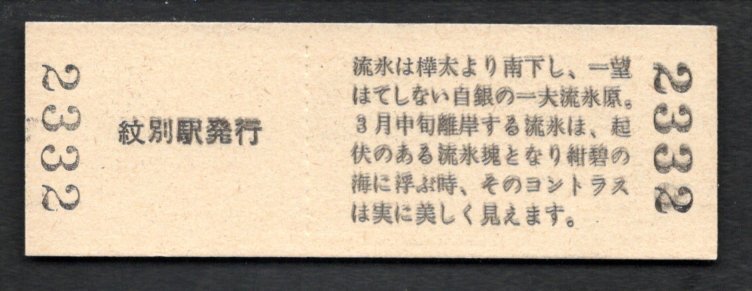 2332
紋別駅発行
流氷は樺太より南下し、一望
はてしない白銀の一大流氷原。
3月中旬離岸する流氷は、起
伏のある流氷塊となり紺碧の
海に浮ぶ時、そのコントラス
は実に美しく見えます。
2332